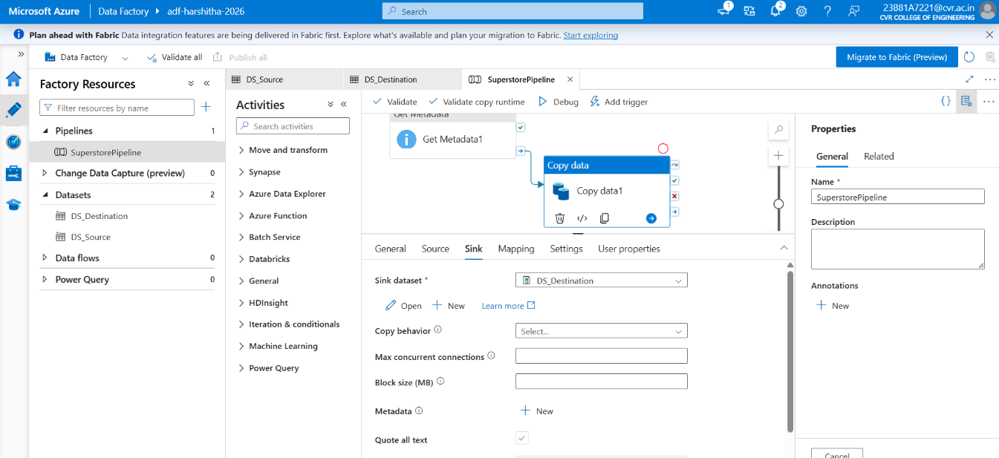 Microsoft Azure
Data Factory
adf-harshitha-2026
Search
1
2
23B81A7221@cvr.ac.in
CVR COLLEGE OF ENGINEERING
Plan ahead with Fabric Data integration features are being delivered in Fabric first. Explore what's available and plan your migration to Fabric. Start exploring
Data Factory
Validate all
Publish all
Migrate to Fabric (Preview)
Factory Resources
Filter resources by name
Pipelines 1
SuperstorePipeline
Change Data Capture (preview) 0
Datasets 2
DS_Destination
DS_Source
Data flows 0
Power Query 0
DS_Source
DS_Destination
SuperstorePipeline
Activities
Search activities
Move and transform
Synapse
Azure Data Explorer
Azure Function
Batch Service
Databricks
General
HDInsight
Iteration & conditionals
Machine Learning
Power Query
Validate
Validate copy runtime
Debug
Add trigger
Get Metadata
Get Metadata1
Copy data
Copy data1
General
Source
Sink
Mapping
Settings
User properties
Sink dataset *
DS_Destination
Open
New
Learn more
Copy behavior
Select...
Max concurrent connections
Block size (MB)
Metadata
New
Quote all text
Properties
General
Related
Name *
SuperstorePipeline
Description
Annotations
New
Cancel